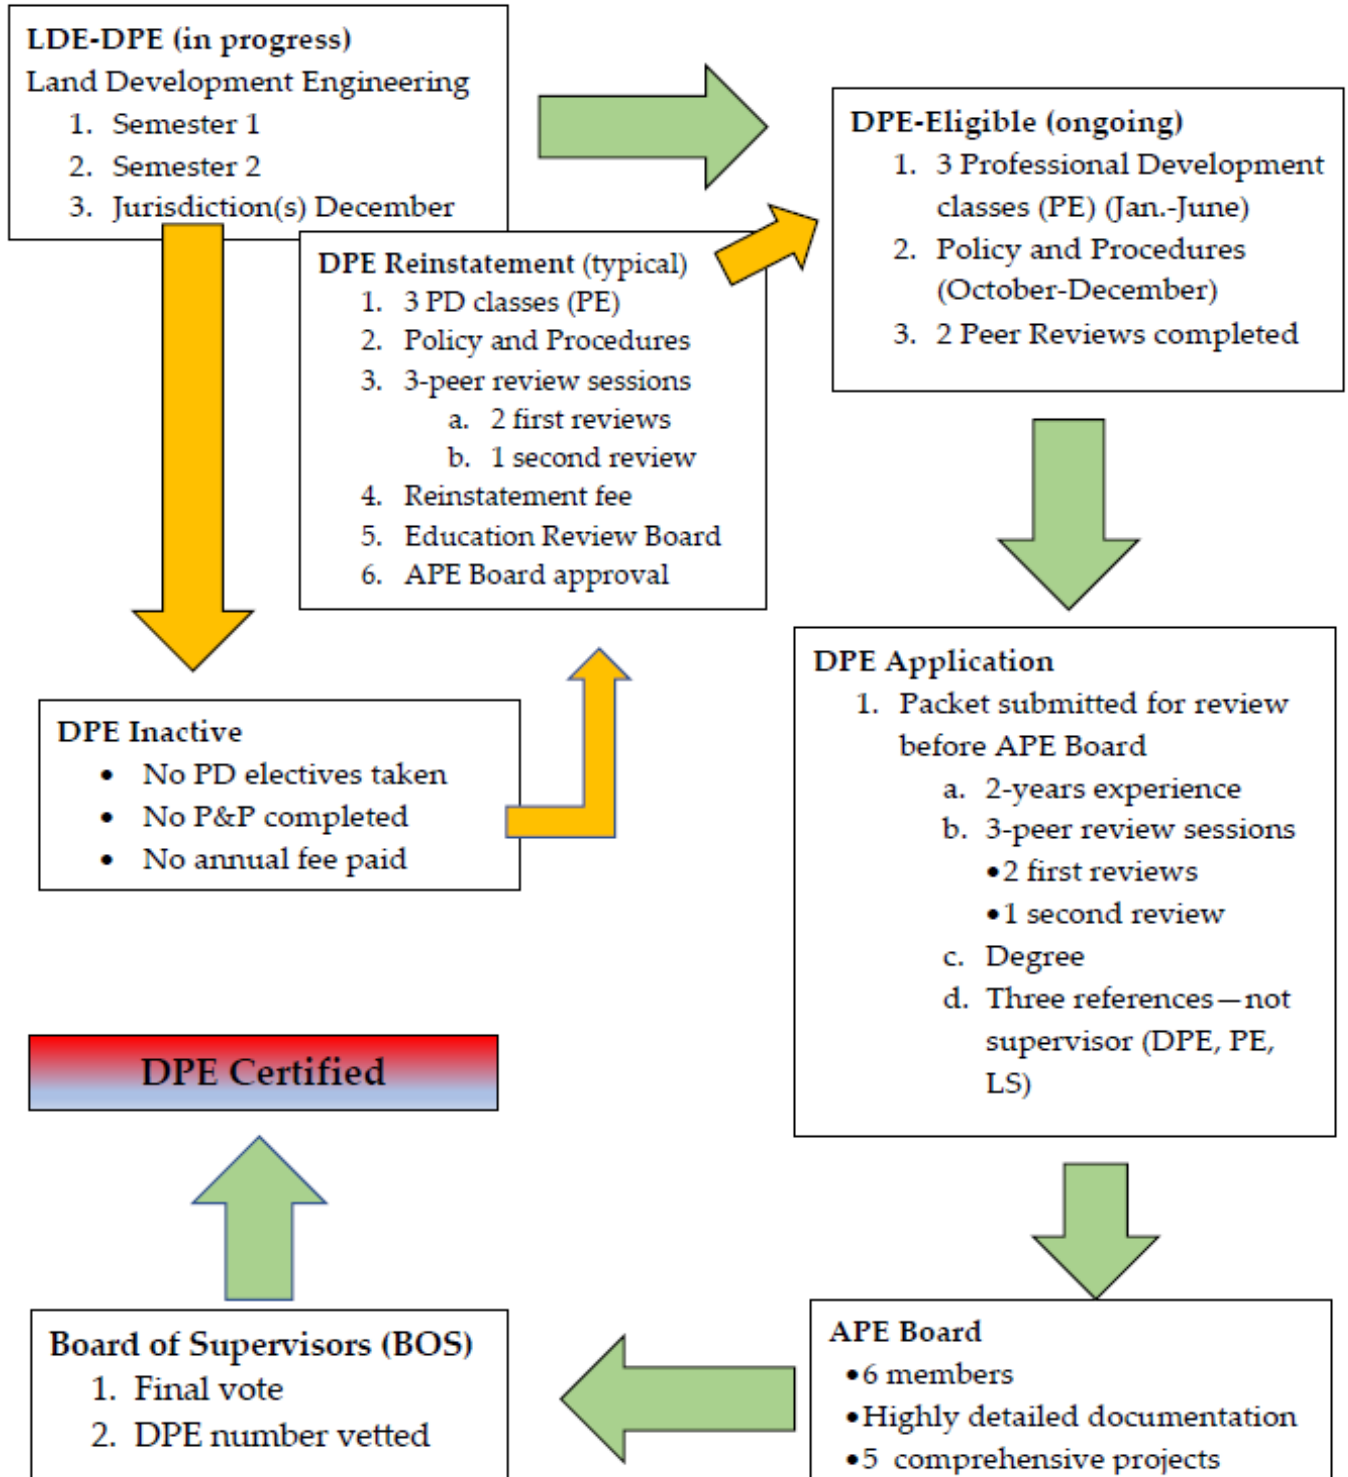 LDE-DPE (in progress)
Land Development Engineering
1. Semester 1
2. Semester 2
3. Jurisdiction(s) December
DPE-Eligible (ongoing)
1. 3 Professional Development
classes (PE) (Jan.-June)
2. Policy and Procedures
(October-December)
3. 2 Peer Reviews completed
DPE Reinstatement (typical)
1. 3 PD classes (PE)
2. Policy and Procedures
3. 3-peer review sessions
a. 2 first reviews
b. 1 second review
4. Reinstatement fee
5. Education Review Board
6. APE Board approval
DPE Inactive
• No PD electives taken
• No P&P completed
• No annual fee paid
DPE Application
1. Packet submitted for review
before APE Board
a. 2-years experience
b. 3-peer review sessions
•2 first reviews
•1 second review
c. Degree
d. Three references—not
supervisor (DPE, PE,
LS)
DPE Certified
Board of Supervisors (BOS)
1. Final vote
2. DPE number vetted
APE Board
•6 members
•Highly detailed documentation
•5 comprehensive projects